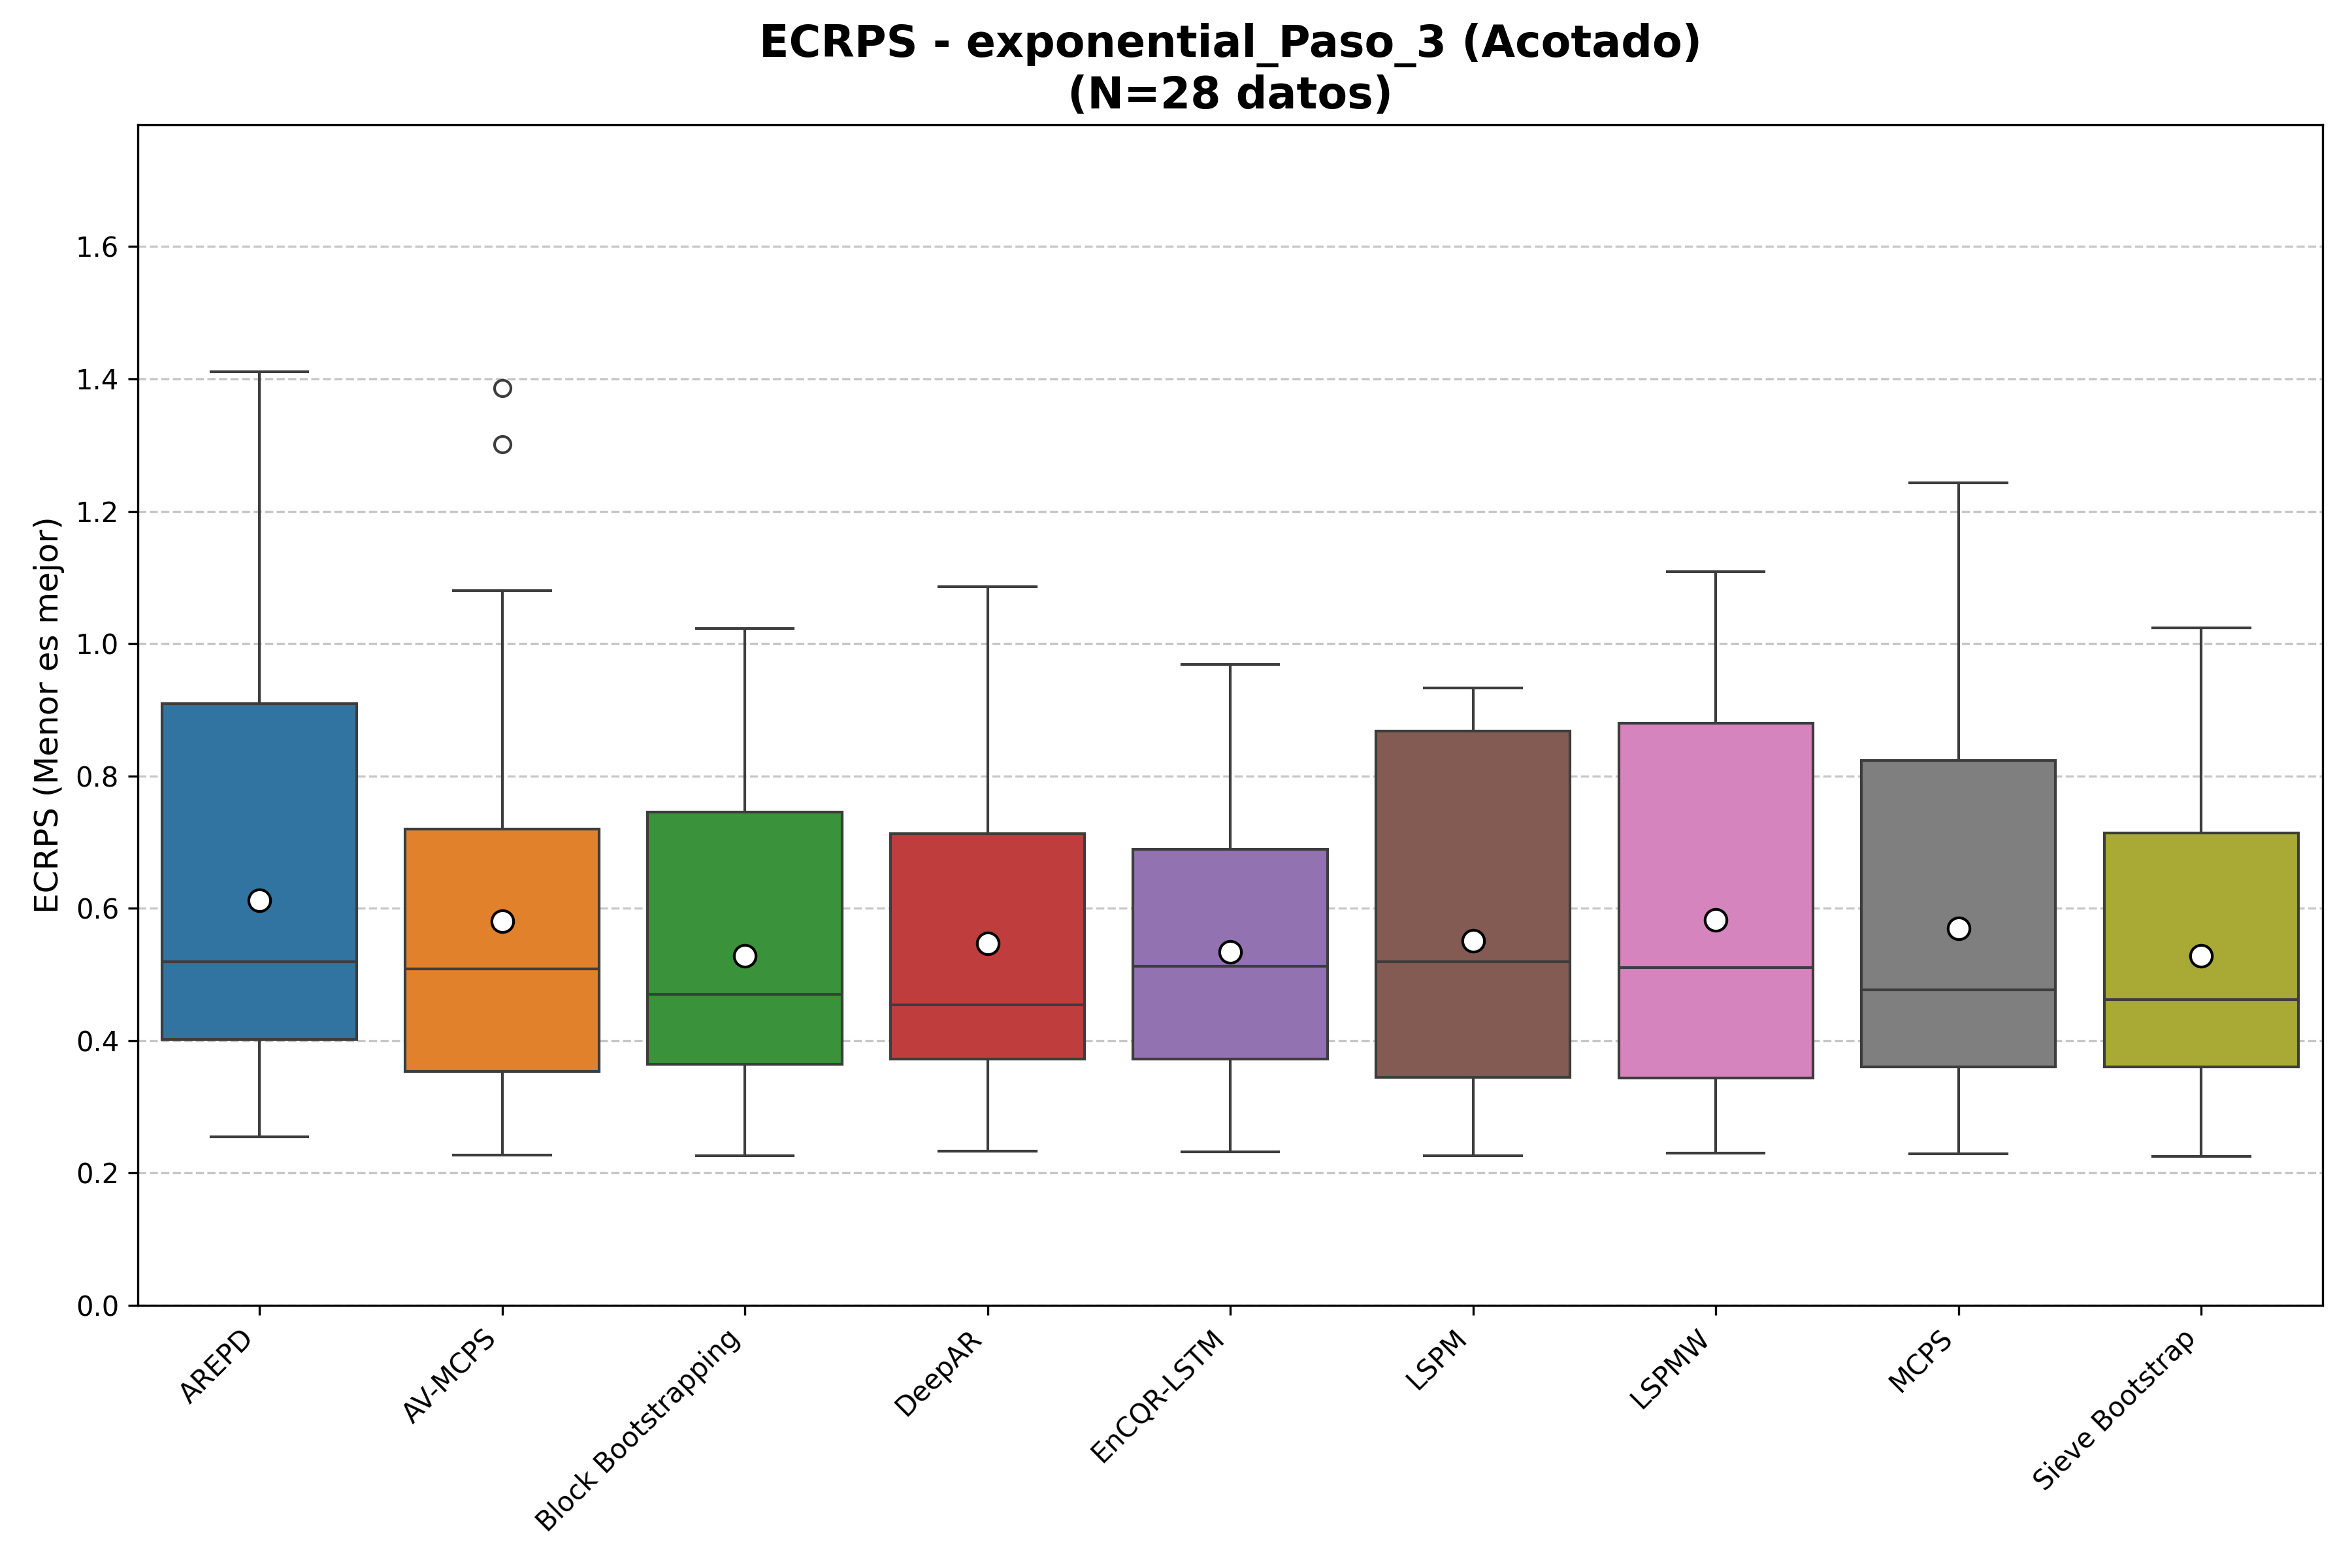 ECRPS - exponential_Paso_3 (Acotado)
(N=28 datos)
ECRPS (Menor es mejor)
1.6
1.4
1.2
1.0
0.8
0.6
0.4
0.2
0.0
AREPD
AV-MCPS
Block Bootstrapping
DeepAR
EnCQR-LSTM
LSPM
LSPMW
MCPS
Sieve Bootstrap